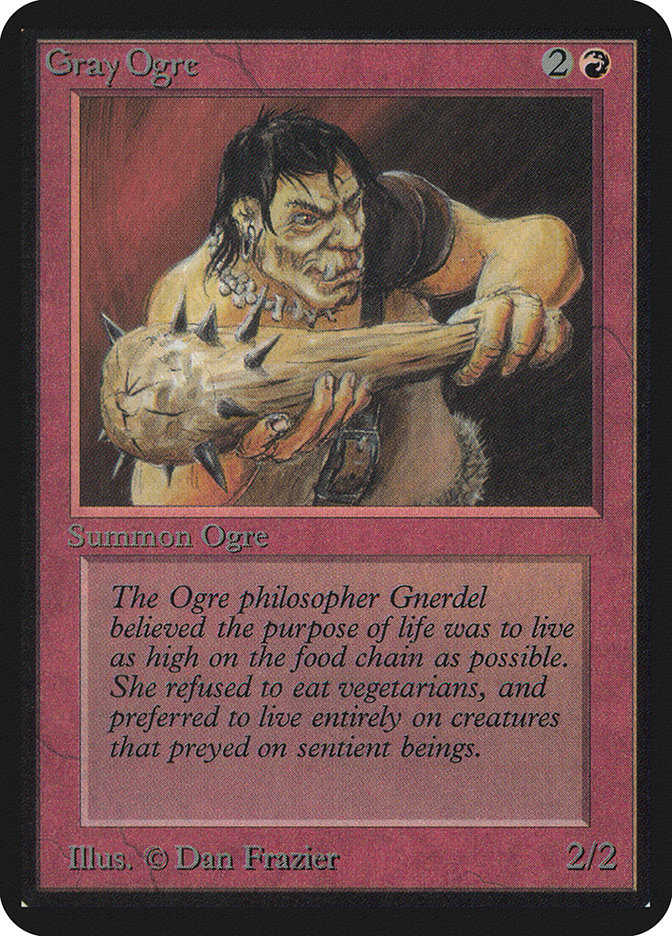 Gray Ogre 2
Summon Ogre
The Ogre philosopher Gnerdel
believed the purpose of life was to live
as high on the food chain as possible.
She refused to eat vegetarians, and
preferred to live entirely on creatures
that preyed on sentient beings.
Illus. © Dan Frazier 2/2